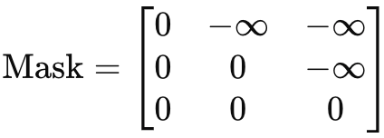 0 −∞ −∞
Mask = 0 0 −∞
0 0 0